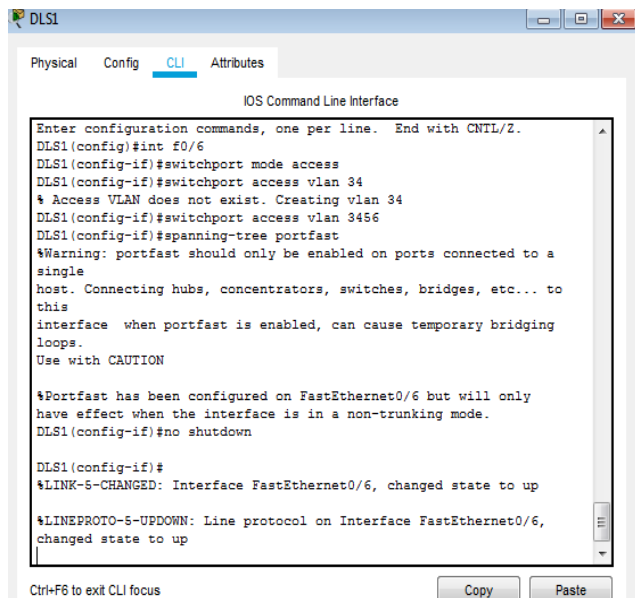 DLS1
Physical Config CLI Attributes
IOS Command Line Interface
Enter configuration commands, one per line. End with CNTL/Z.
DLS1(config)#int f0/6
DLS1(config-if)#switchport mode access
DLS1(config-if)#switchport access vlan 34
% Access VLAN does not exist. Creating vlan 34
DLS1(config-if)#switchport access vlan 3456
DLS1(config-if)#spanning-tree portfast
%Warning: portfast should only be enabled on ports connected to a
single
host. Connecting hubs, concentrators, switches, bridges, etc... to
this
interface when portfast is enabled, can cause temporary bridging
loops.
Use with CAUTION
%Portfast has been configured on FastEthernet0/6 but will only
have effect when the interface is in a non-trunking mode.
DLS1(config-if)#no shutdown
DLS1(config-if)#
%LINK-5-CHANGED: Interface FastEthernet0/6, changed state to up
%LINEPROTO-5-UPDOWN: Line protocol on Interface FastEthernet0/6,
changed state to up
Ctrl+F6 to exit CLI focus Copy Paste